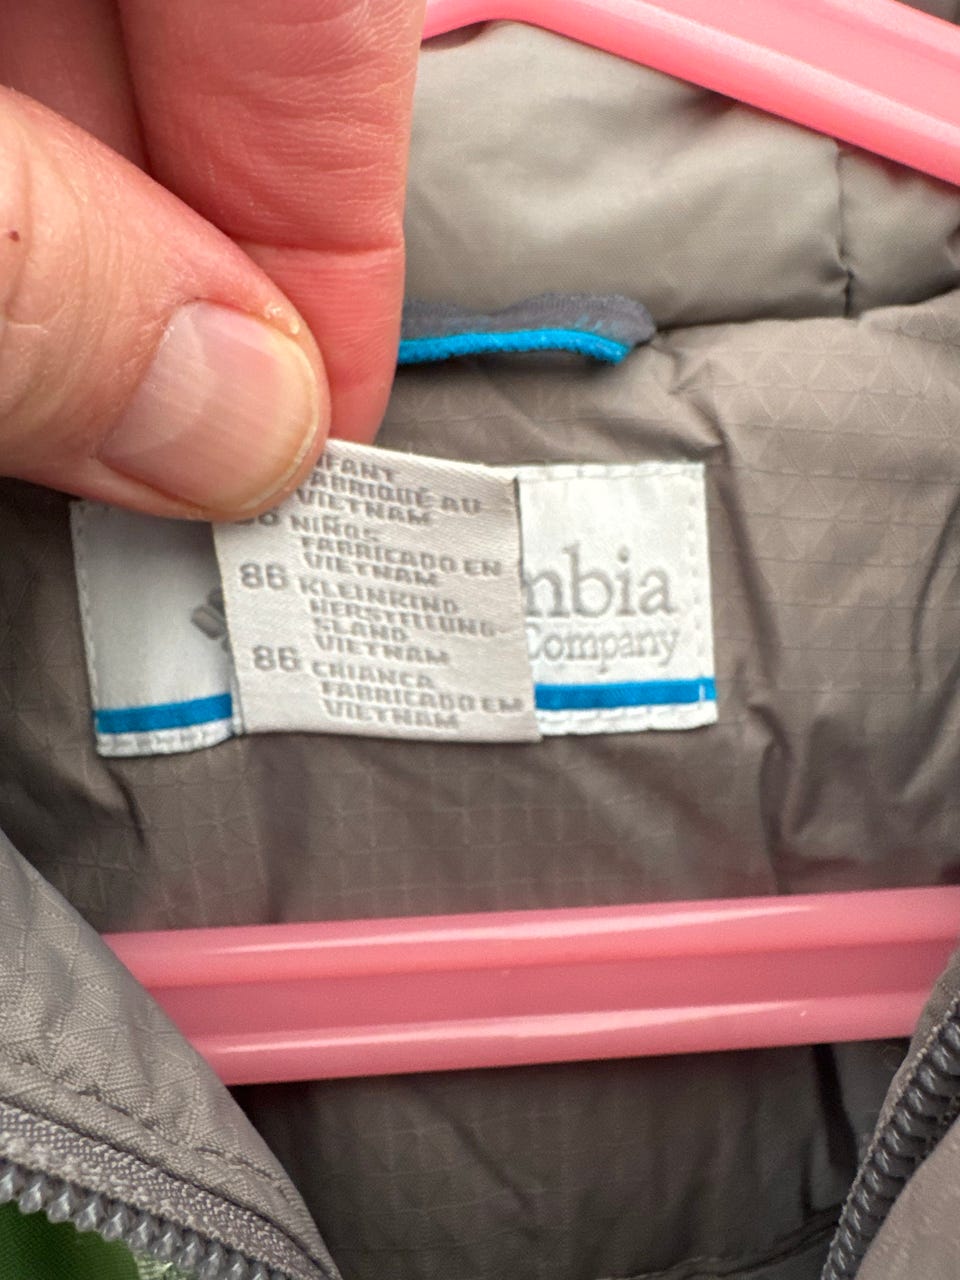 FABRIQUÉ AU
VIETNAM
NIÑOS
FABRICADO EN
VIETNAM
86 KLEINKIND
HERSTELLUNG-
SLAND
VIETNAM
86 CRIANCA
FABRICADO EM
VIETNAM
mbia
Company